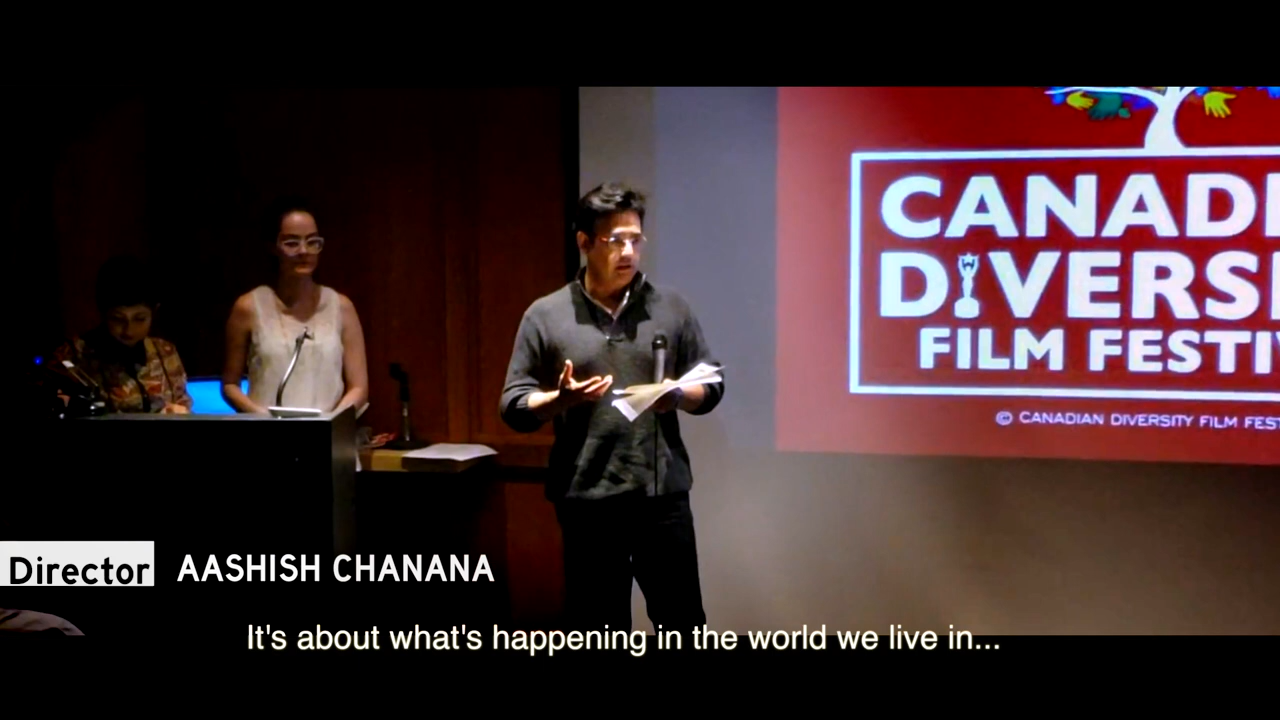 CANADI
DIVERSI
FILM FESTIV
© CANADIAN DIVERSITY FILM FEST
Director AASHISH CHANANA
It's about what's happening in the world we live in...